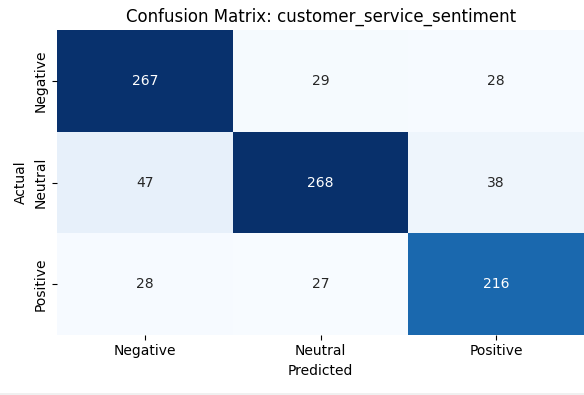 Confusion Matrix: customer_service_sentiment
Actual
Negative
267 29 28
Neutral
47 268 38
Positive
28 27 216
Negative Neutral Positive
Predicted